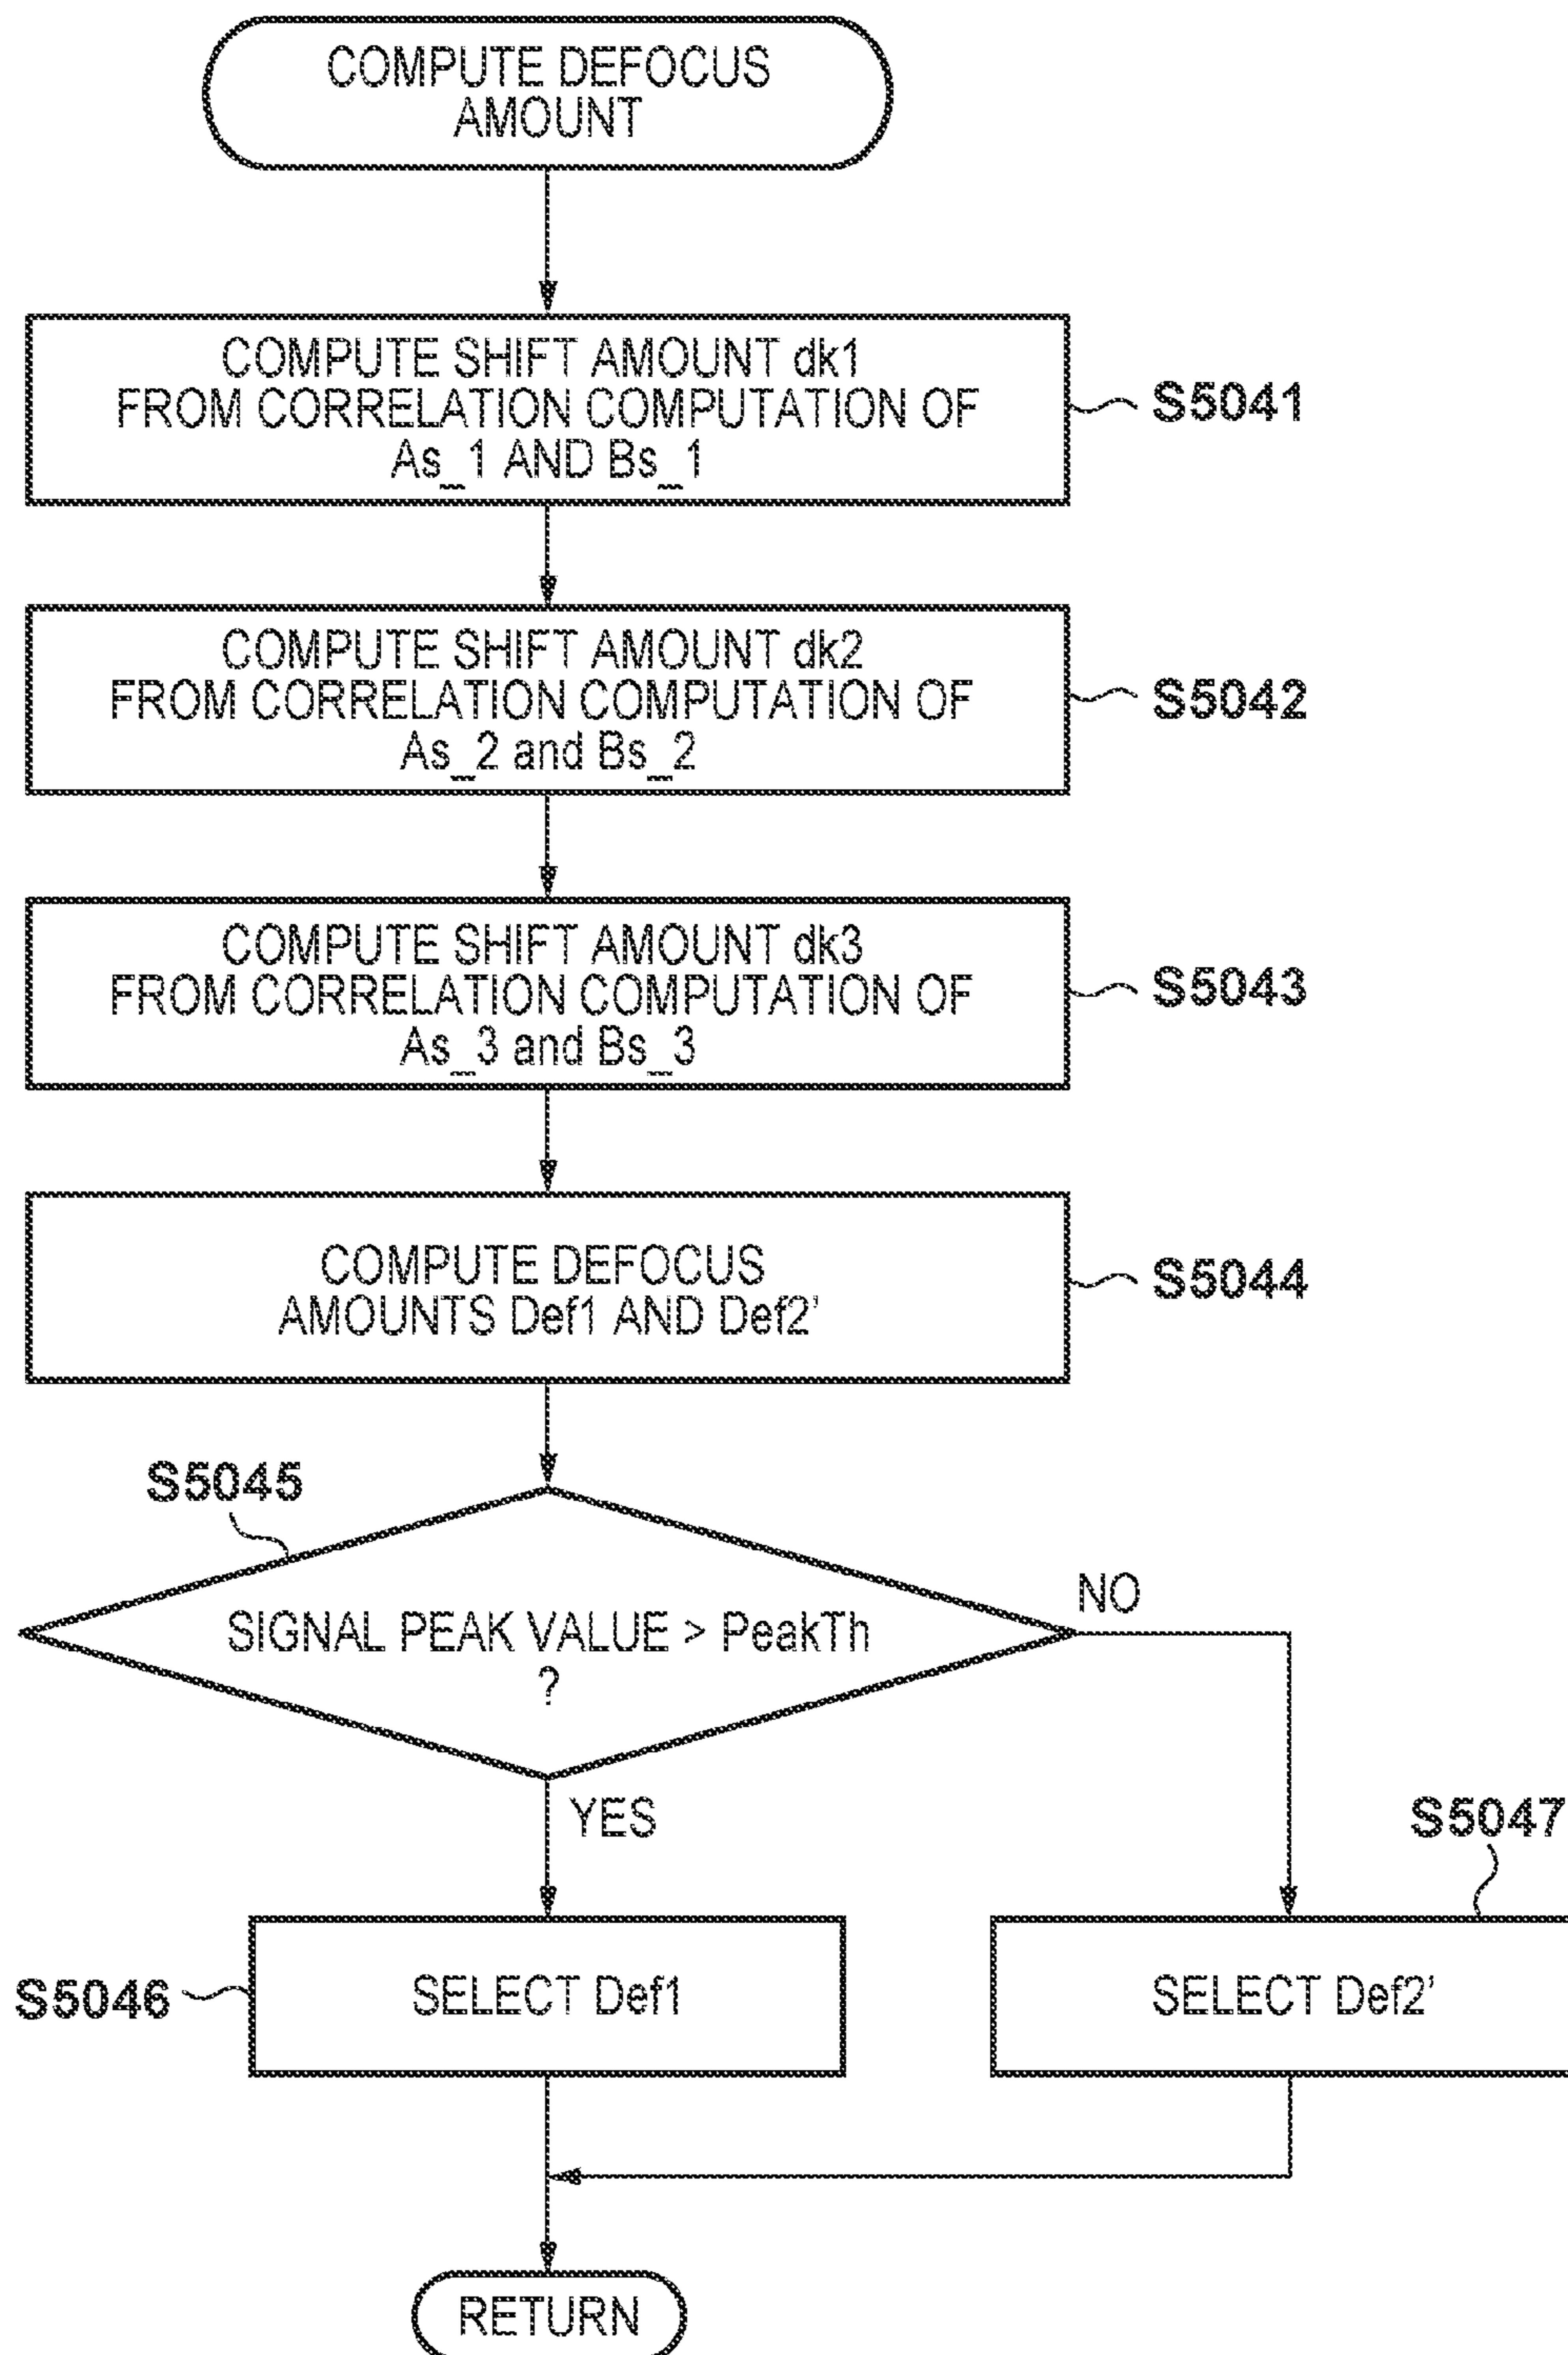 COMPUTE DEFOCUS
AMOUNT
COMPUTE SHIFT AMOUNT dk1
FROM CORRELATION COMPUTATION OF
As_1 AND Bs_1
S5041
COMPUTE SHIFT AMOUNT dk2
FROM CORRELATION COMPUTATION OF
As_2 and Bs_2
S5042
COMPUTE SHIFT AMOUNT dk3
FROM CORRELATION COMPUTATION OF
As_3 and Bs_3
S5043
COMPUTE DEFOCUS
AMOUNTS Def1 AND Def2'
S5044
S5045
SIGNAL PEAK VALUE > PeakTh
?
NO
YES
S5047
S5046
SELECT Def1
SELECT Def2'
RETURN